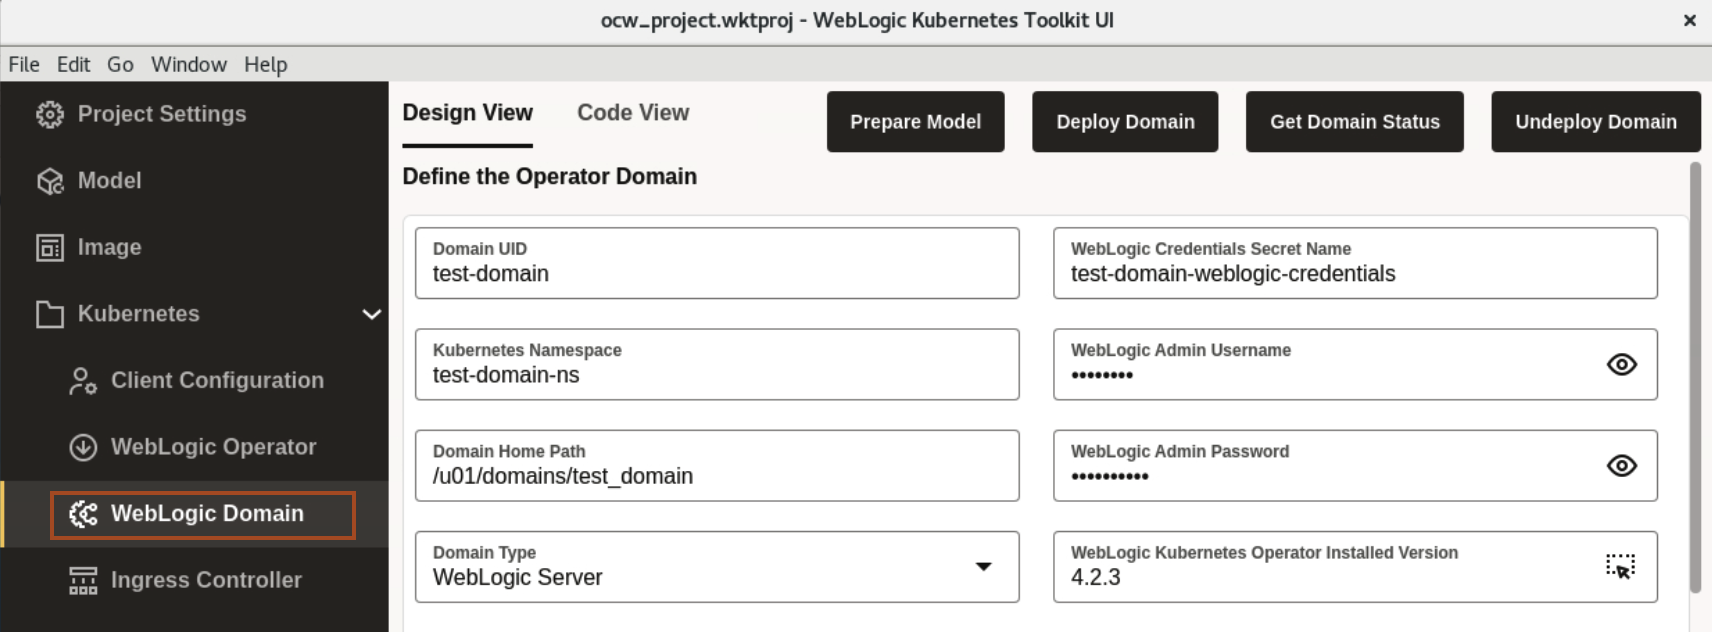 ocw_project.wktproj - WebLogic Kubernetes Toolkit UI
File Edit Go Window Help
Project Settings
Model
Image
Kubernetes
Client Configuration
WebLogic Operator
WebLogic Domain
Ingress Controller
Design View Code View
Prepare Model Deploy Domain Get Domain Status Undeploy Domain
Define the Operator Domain
Domain UID
test-domain
WebLogic Credentials Secret Name
test-domain-weblogic-credentials
Kubernetes Namespace
test-domain-ns
WebLogic Admin Username
••••••••
Domain Home Path
/u01/domains/test_domain
WebLogic Admin Password
••••••••••
Domain Type
WebLogic Server
WebLogic Kubernetes Operator Installed Version
4.2.3